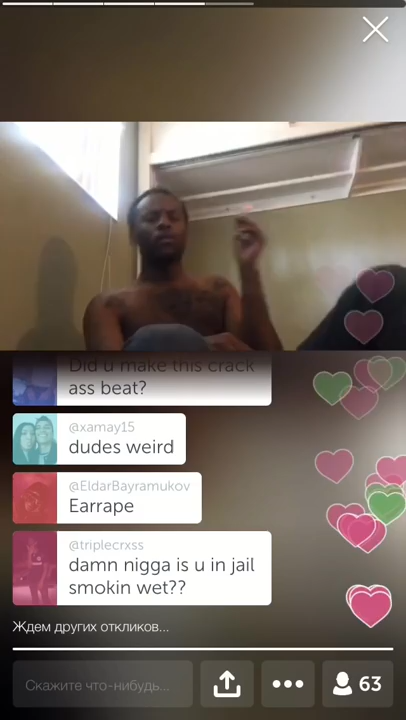 Did u make this crack
ass beat?
@xamay15
dudes weird
@EldarBayramukov
Earrape
@triplecrxss
damn nigga is u in jail
smokin wet??
Ждем других откликов...
Скажите что-нибудь...
63